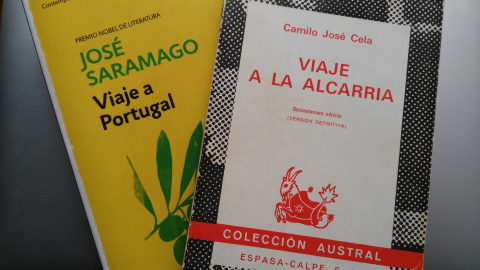 PREMIO NOBEL DE LITERATURA
JOSÉ
SARAMAGO
Viaje a
Portugal
Camilo José Cela
VIAJE
A LA ALCARRIA
Decimotercera edición
(VERSIÓN DEFINITIVA)
COLECCIÓN AUSTRAL
ESPASA-CALPE